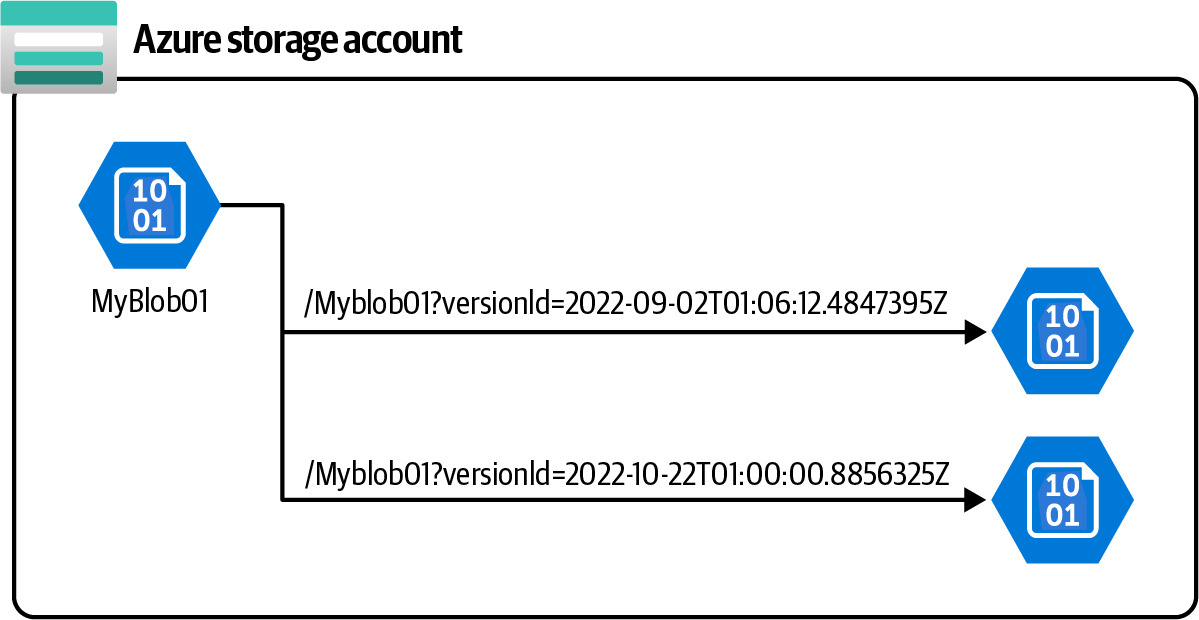 Azure storage account
10
01
MyBlob01
/Myblob01?versionId=2022-09-02T01:06:12.4847395Z
10
01
/Myblob01?versionId=2022-10-22T01:00:00.8856325Z
10
01